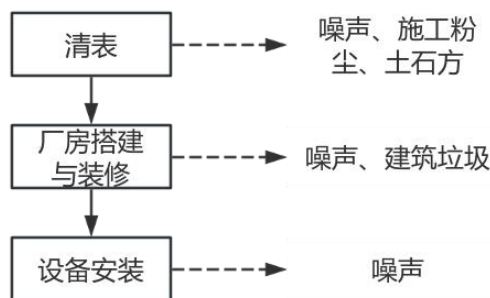 清表
噪声、施工粉
尘、土石方
厂房搭建
与装修
噪声、建筑垃圾
设备安装
噪声